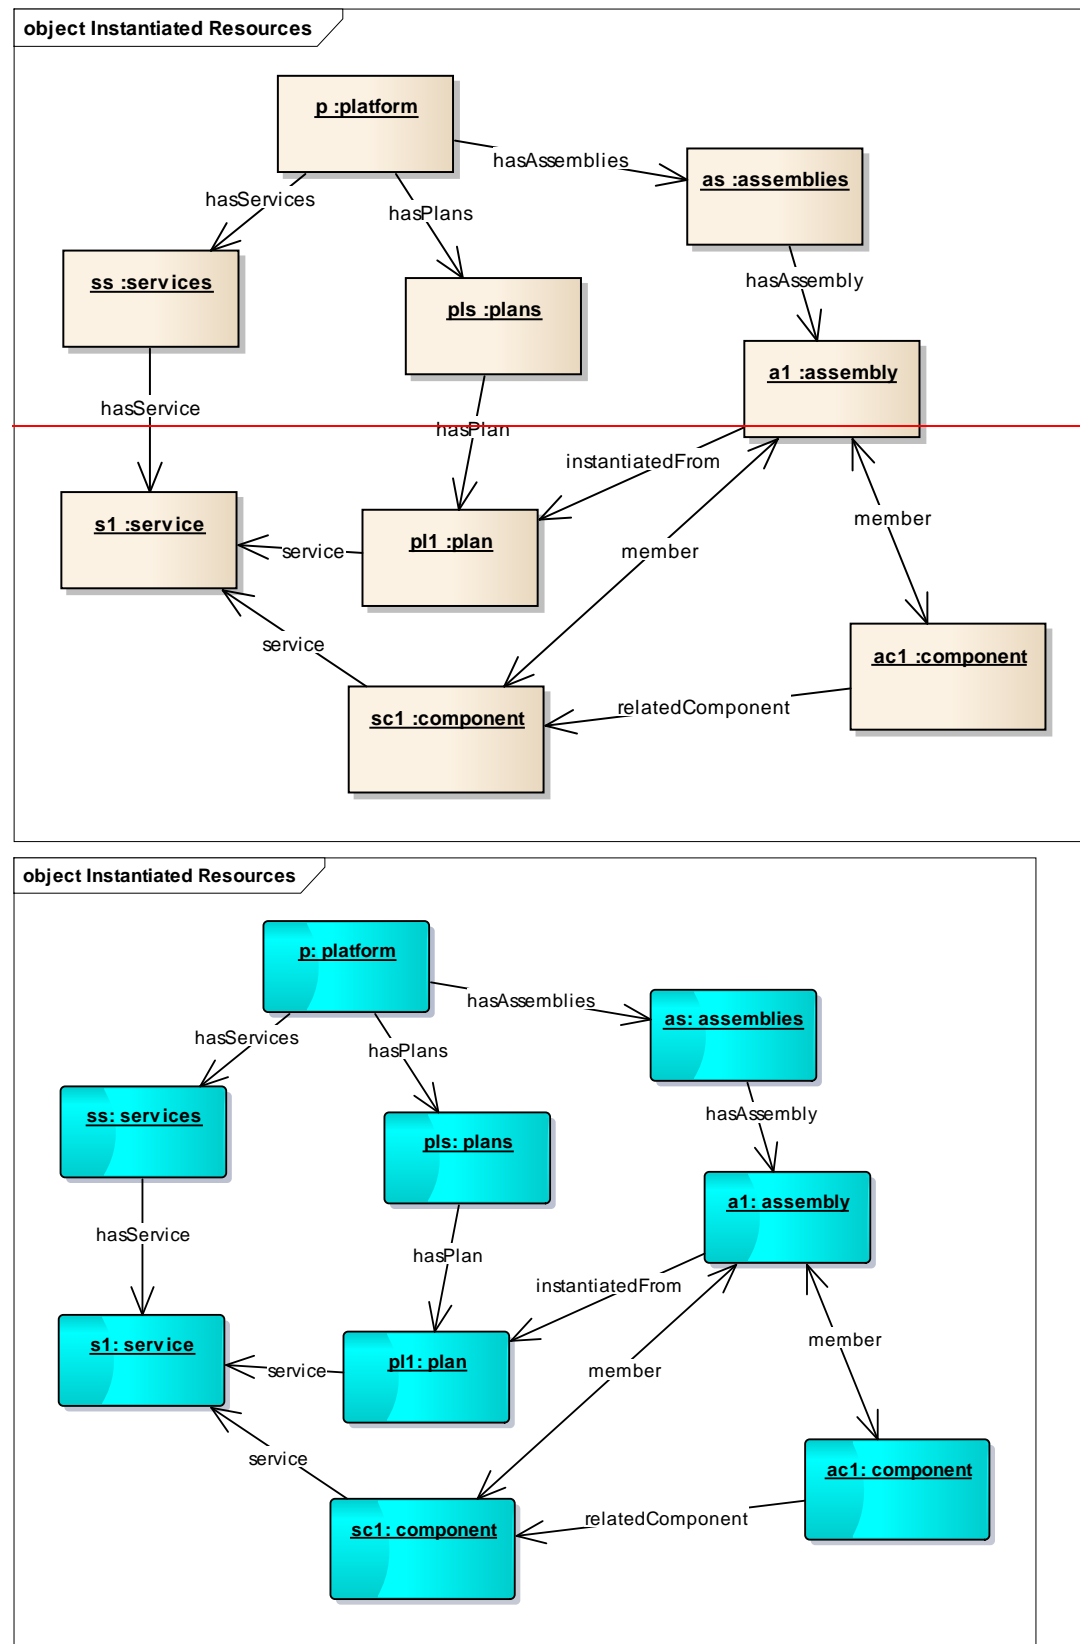 object Instantiated Resources
p :platform
hasAssemblies
as :assemblies
hasServices
hasPlans
ss :services
hasAssembly
pls :plans
a1 :assembly
hasService
hasPlan
instantiatedFrom
s1 :service
member
pl1 :plan
service
member
service
ac1 :component
sc1 :component
relatedComponent
object Instantiated Resources
p: platform
hasAssemblies
as: assemblies
hasServices
hasPlans
ss: services
hasAssembly
pls: plans
a1: assembly
hasService
hasPlan
instantiatedFrom
s1: service
member
pl1: plan
service
member
service
ac1: component
sc1: component
relatedComponent